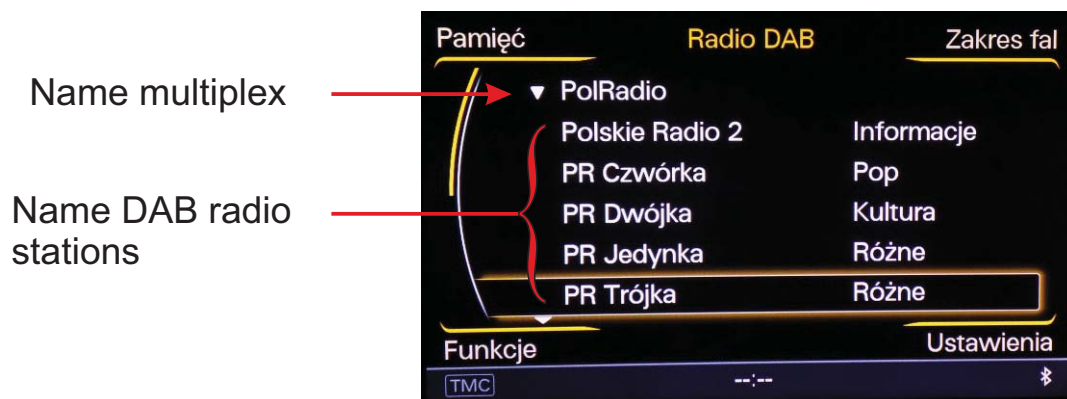 Pamięć Radio DAB Zakres fal
Name multiplex
PolRadio
Polskie Radio 2 Informacje
PR Czwórka Pop
Name DAB radio
stations
PR Dwójka Kultura
PR Jedynka Różne
PR Trójka Różne
Funkcje Ustawienia
TMC --:--